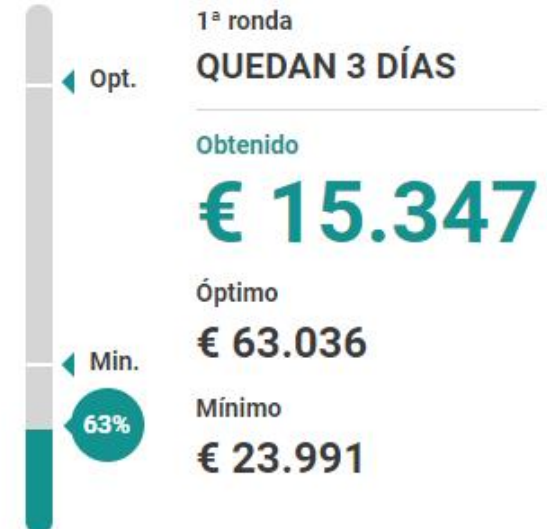 1ª ronda
QUEDAN 3 DÍAS
Opt.
Obtenido
€ 15.347
Óptimo
€ 63.036
Min.
Mínimo
63%
€ 23.991